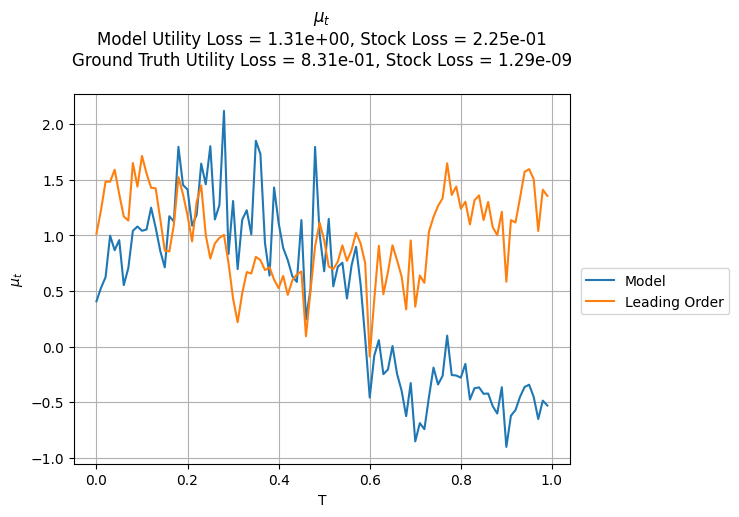 μt
Model Utility Loss = 1.31e+00, Stock Loss = 2.25e-01
Ground Truth Utility Loss = 8.31e-01, Stock Loss = 1.29e-09
2.0
1.5
1.0
0.5
0.0
−0.5
−1.0
μt
0.0 0.2 0.4 0.6 0.8 1.0
T
Model
Leading Order